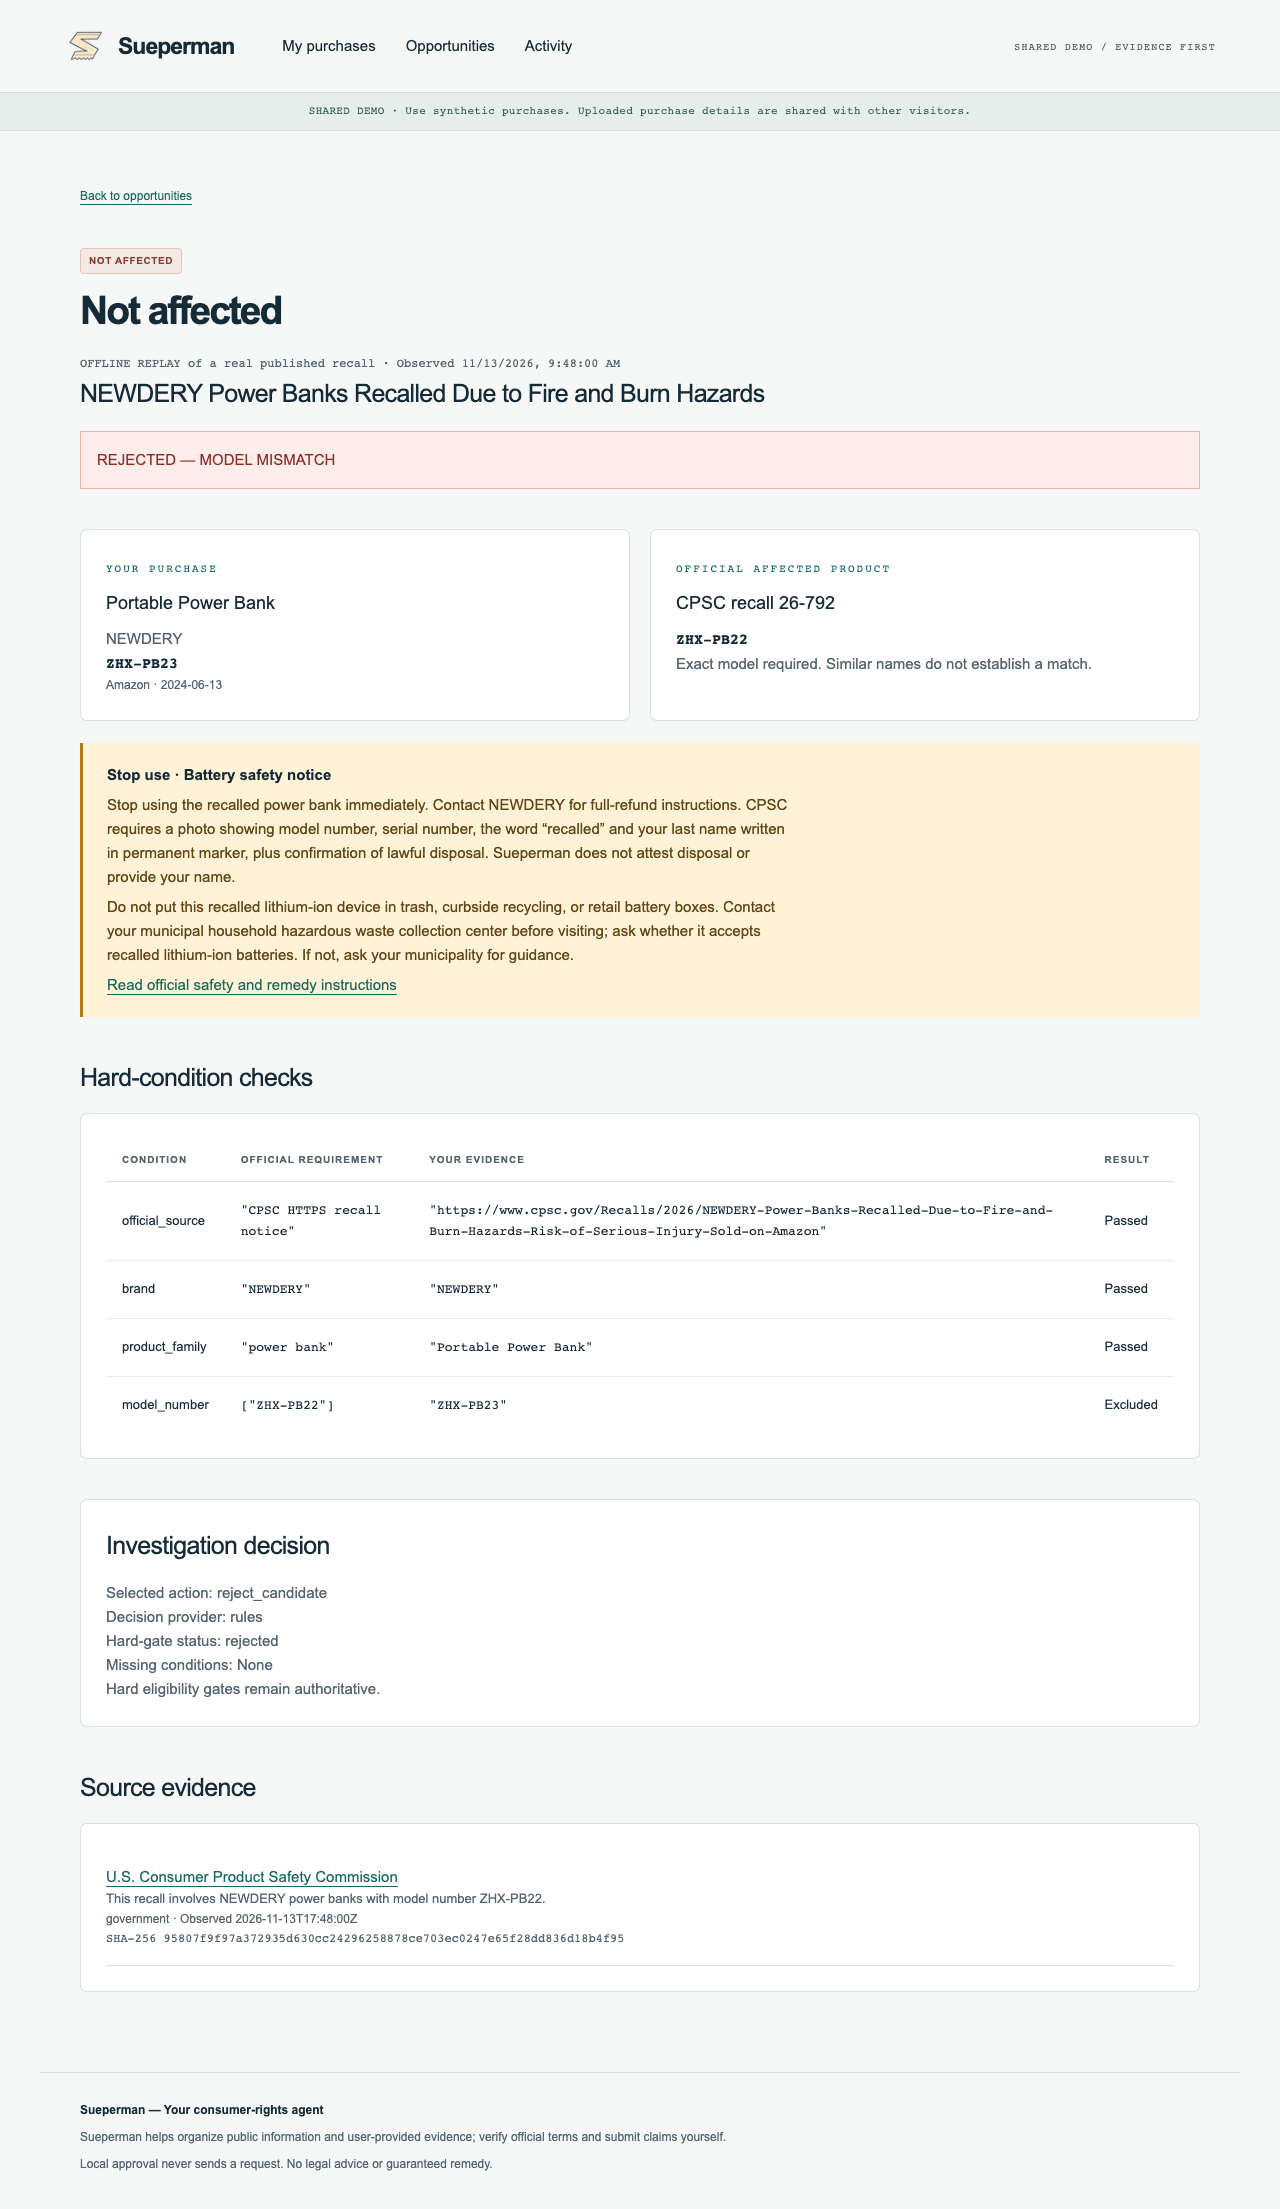 Sueperman
My purchases
Opportunities
Activity
SHARED DEMO / EVIDENCE FIRST
SHARED DEMO · Use synthetic purchases. Uploaded purchase details are shared with other visitors.
Back to opportunities
NOT AFFECTED
Not affected
OFFLINE REPLAY of a real published recall · Observed 11/13/2026, 9:48:00 AM
NEWDERY Power Banks Recalled Due to Fire and Burn Hazards
REJECTED — MODEL MISMATCH
YOUR PURCHASE
Portable Power Bank
NEWDERY
ZHX-PB23
Amazon · 2024-06-13
OFFICIAL AFFECTED PRODUCT
CPSC recall 26-792
ZHX-PB22
Exact model required. Similar names do not establish a match.
Stop use · Battery safety notice
Stop using the recalled power bank immediately. Contact NEWDERY for full-refund instructions. CPSC
requires a photo showing model number, serial number, the word “recalled” and your last name written
in permanent marker, plus confirmation of lawful disposal. Sueperman does not attest disposal or
provide your name.
Do not put this recalled lithium-ion device in trash, curbside recycling, or retail battery boxes. Contact
your municipal household hazardous waste collection center before visiting; ask whether it accepts
recalled lithium-ion batteries. If not, ask your municipality for guidance.
Read official safety and remedy instructions
Hard-condition checks
CONDITION OFFICIAL REQUIREMENT YOUR EVIDENCE RESULT
official_source "CPSC HTTPS recall notice" "https://www.cpsc.gov/Recalls/2026/NEWDERY-Power-Banks-Recalled-Due-to-Fire-and-Burn-Hazards-Risk-of-Serious-Injury-Sold-on-Amazon" Passed
brand "NEWDERY" "NEWDERY" Passed
product_family "power bank" "Portable Power Bank" Passed
model_number ["ZHX-PB22"] "ZHX-PB23" Excluded
Investigation decision
Selected action: reject_candidate
Decision provider: rules
Hard-gate status: rejected
Missing conditions: None
Hard eligibility gates remain authoritative.
Source evidence
U.S. Consumer Product Safety Commission
This recall involves NEWDERY power banks with model number ZHX-PB22.
government · Observed 2026-11-13T17:48:00Z
SHA-256 95807f9f97a372935d630cc24296258878ce703ec0247e65f28dd836d18b4f95
Sueperman — Your consumer-rights agent
Sueperman helps organize public information and user-provided evidence; verify official terms and submit claims yourself.
Local approval never sends a request. No legal advice or guaranteed remedy.